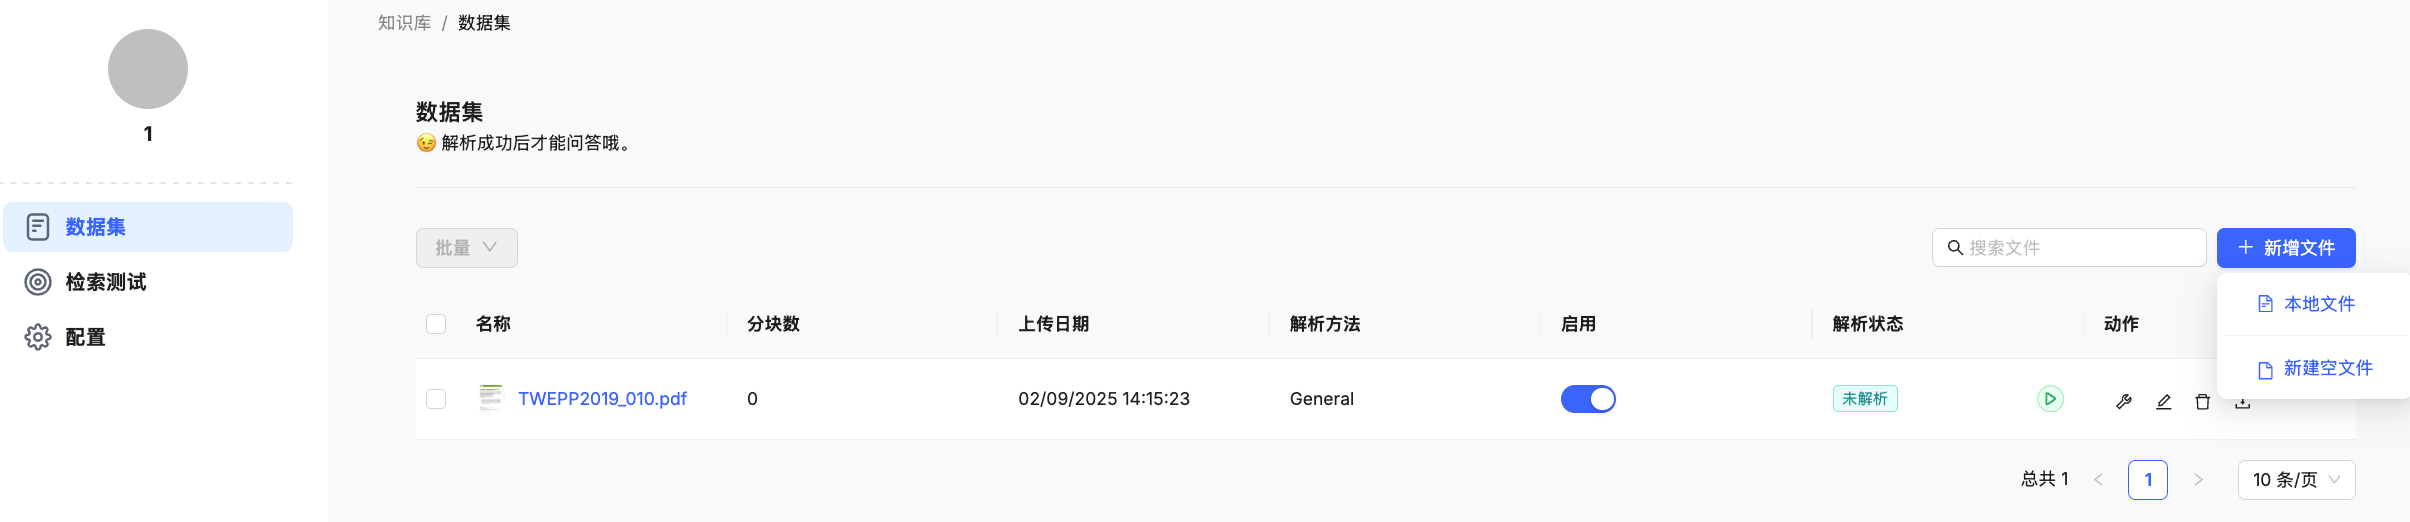 1
数据集
检索测试
配置
知识库 / 数据集
数据集
😉 解析成功后才能问答哦。
批量
搜索文件
新增文件
本地文件
新建空文件
名称 分块数 上传日期 解析方法 启用 解析状态 动作
TWEPP2019_010.pdf 0 02/09/2025 14:15:23 General 未解析
总共 1 < 1 > 10 条/页